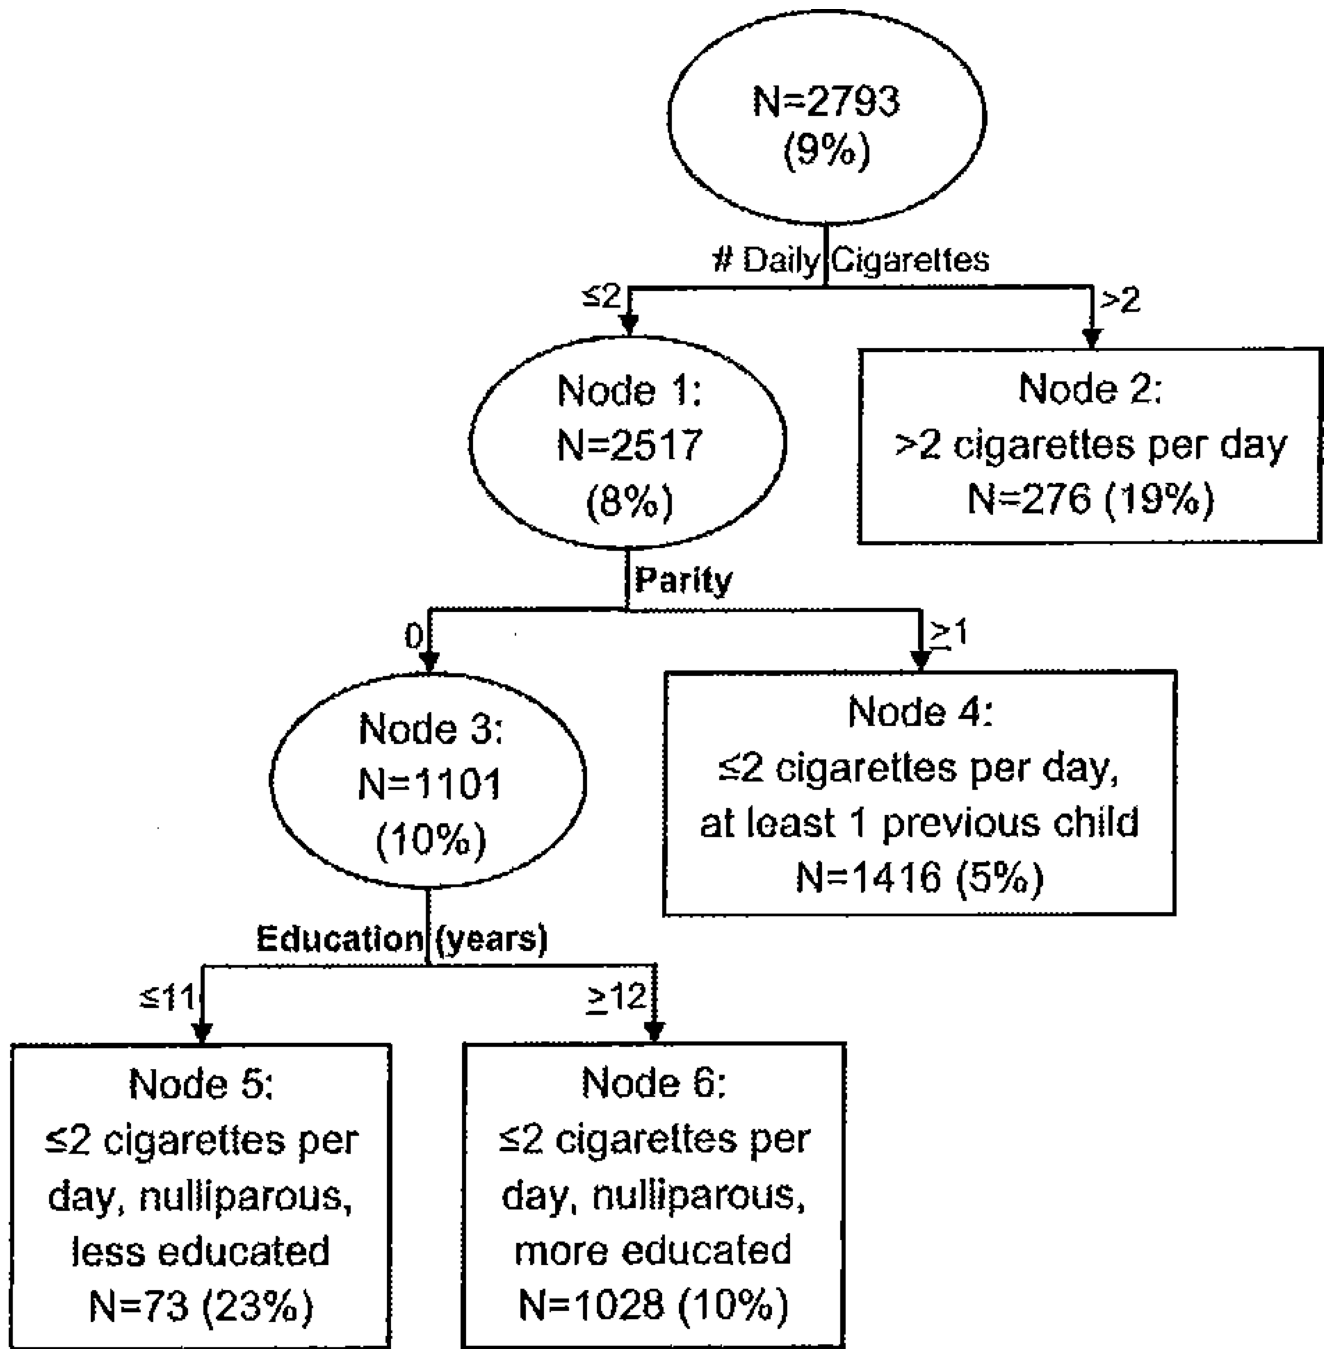 N=2793
(9%)
# Daily Cigarettes
≤2
>2
Node 1:
N=2517
(8%)
Node 2:
>2 cigarettes per day
N=276 (19%)
Parity
0
≥1
Node 3:
N=1101
(10%)
Node 4:
≤2 cigarettes per day,
at least 1 previous child
N=1416 (5%)
Education (years)
≤11
≥12
Node 5:
≤2 cigarettes per
day, nulliparous,
less educated
N=73 (23%)
Node 6:
≤2 cigarettes per
day, nulliparous,
more educated
N=1028 (10%)